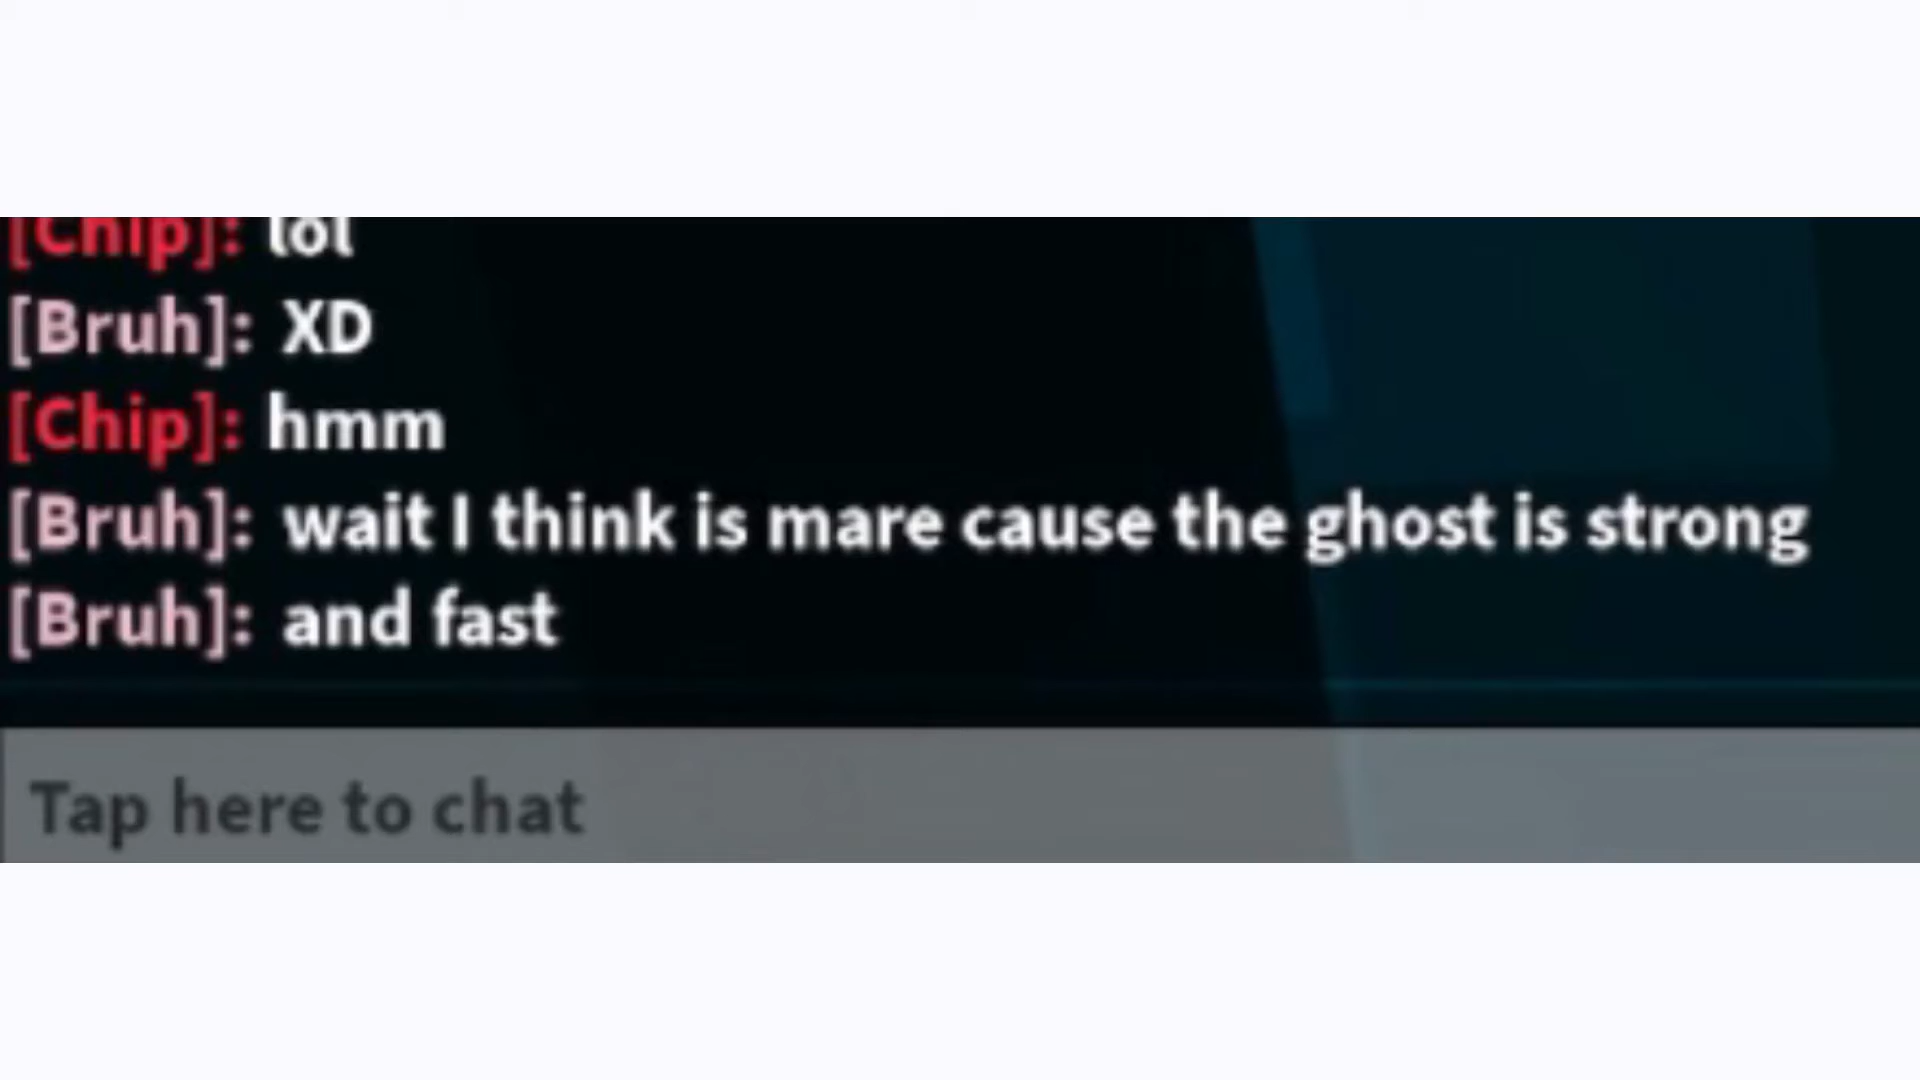 [Chip]: lol
[Bruh]: XD
[Chip]: hmm
[Bruh]: wait I think is mare cause the ghost is strong
[Bruh]: and fast
Tap here to chat